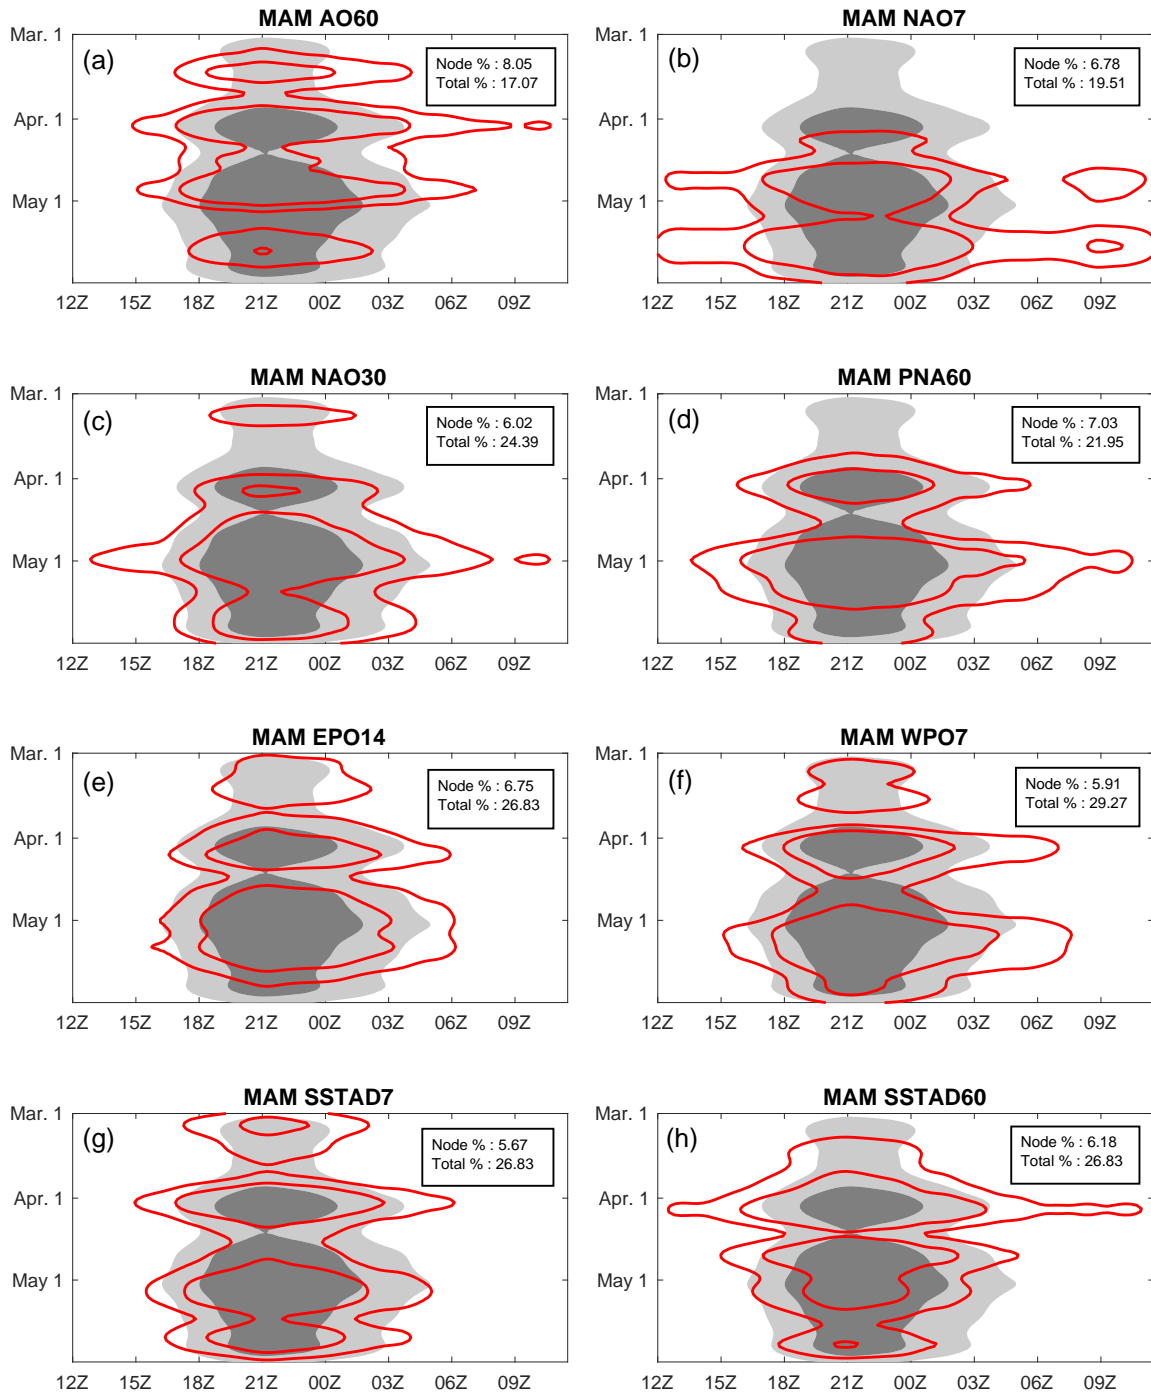 MAM AO60
(a)
Node % : 8.05
Total % : 17.07
Mar. 1
Apr. 1
May 1
12Z 15Z 18Z 21Z 00Z 03Z 06Z 09Z
MAM NAO7
(b)
Node % : 6.78
Total % : 19.51
Mar. 1
Apr. 1
May 1
12Z 15Z 18Z 21Z 00Z 03Z 06Z 09Z
MAM NAO30
(c)
Node % : 6.02
Total % : 24.39
Mar. 1
Apr. 1
May 1
12Z 15Z 18Z 21Z 00Z 03Z 06Z 09Z
MAM PNA60
(d)
Node % : 7.03
Total % : 21.95
Mar. 1
Apr. 1
May 1
12Z 15Z 18Z 21Z 00Z 03Z 06Z 09Z
MAM EPO14
(e)
Node % : 6.75
Total % : 26.83
Mar. 1
Apr. 1
May 1
12Z 15Z 18Z 21Z 00Z 03Z 06Z 09Z
MAM WPO7
(f)
Node % : 5.91
Total % : 29.27
Mar. 1
Apr. 1
May 1
12Z 15Z 18Z 21Z 00Z 03Z 06Z 09Z
MAM SSTAD7
(g)
Node % : 5.67
Total % : 26.83
Mar. 1
Apr. 1
May 1
12Z 15Z 18Z 21Z 00Z 03Z 06Z 09Z
MAM SSTAD60
(h)
Node % : 6.18
Total % : 26.83
Mar. 1
Apr. 1
May 1
12Z 15Z 18Z 21Z 00Z 03Z 06Z 09Z